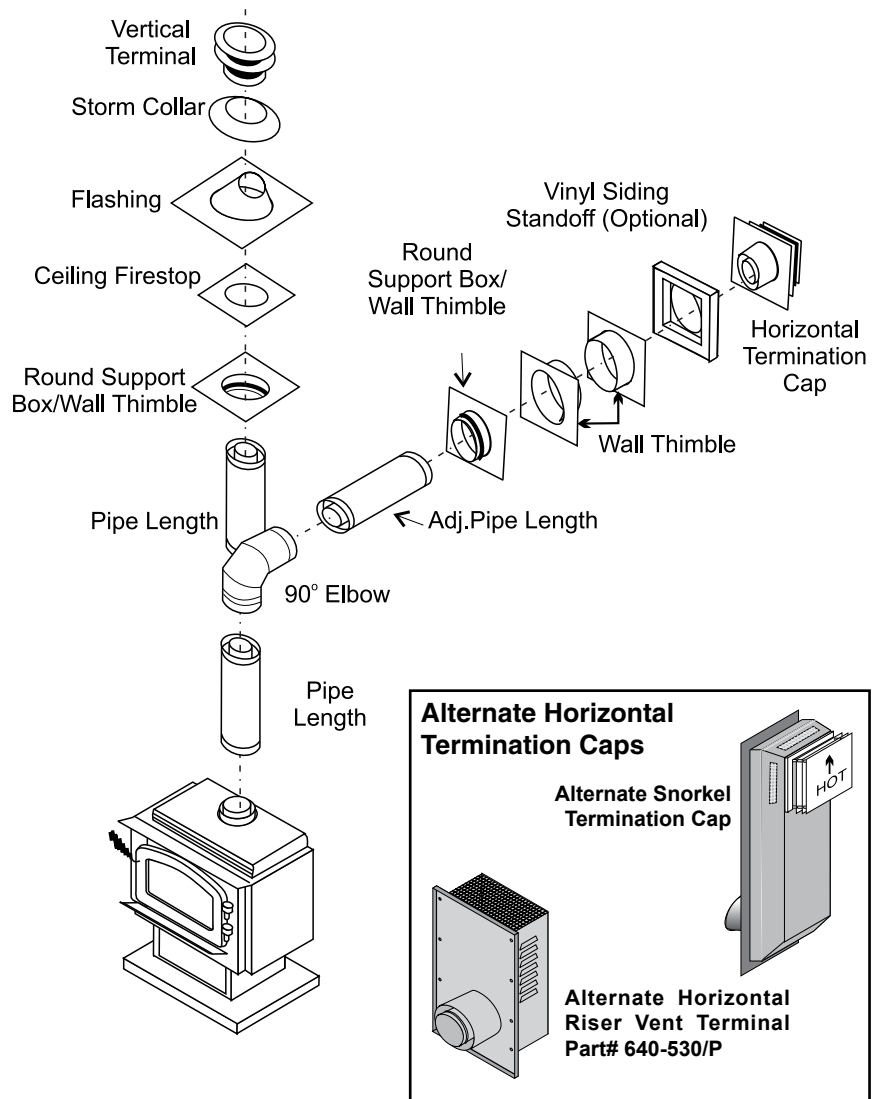 Vertical
Terminal
Storm Collar
Flashing
Ceiling Firestop
Round Support
Box/Wall Thimble
Pipe Length
90° Elbow
Pipe
Length
Adj.Pipe Length
Round
Support Box/
Wall Thimble
Wall Thimble
Vinyl Siding
Standoff (Optional)
Horizontal
Termination
Cap
Alternate Horizontal
Termination Caps
Alternate Snorkel
Termination Cap
HOT
Alternate Horizontal
Riser Vent Terminal
Part# 640-530/P